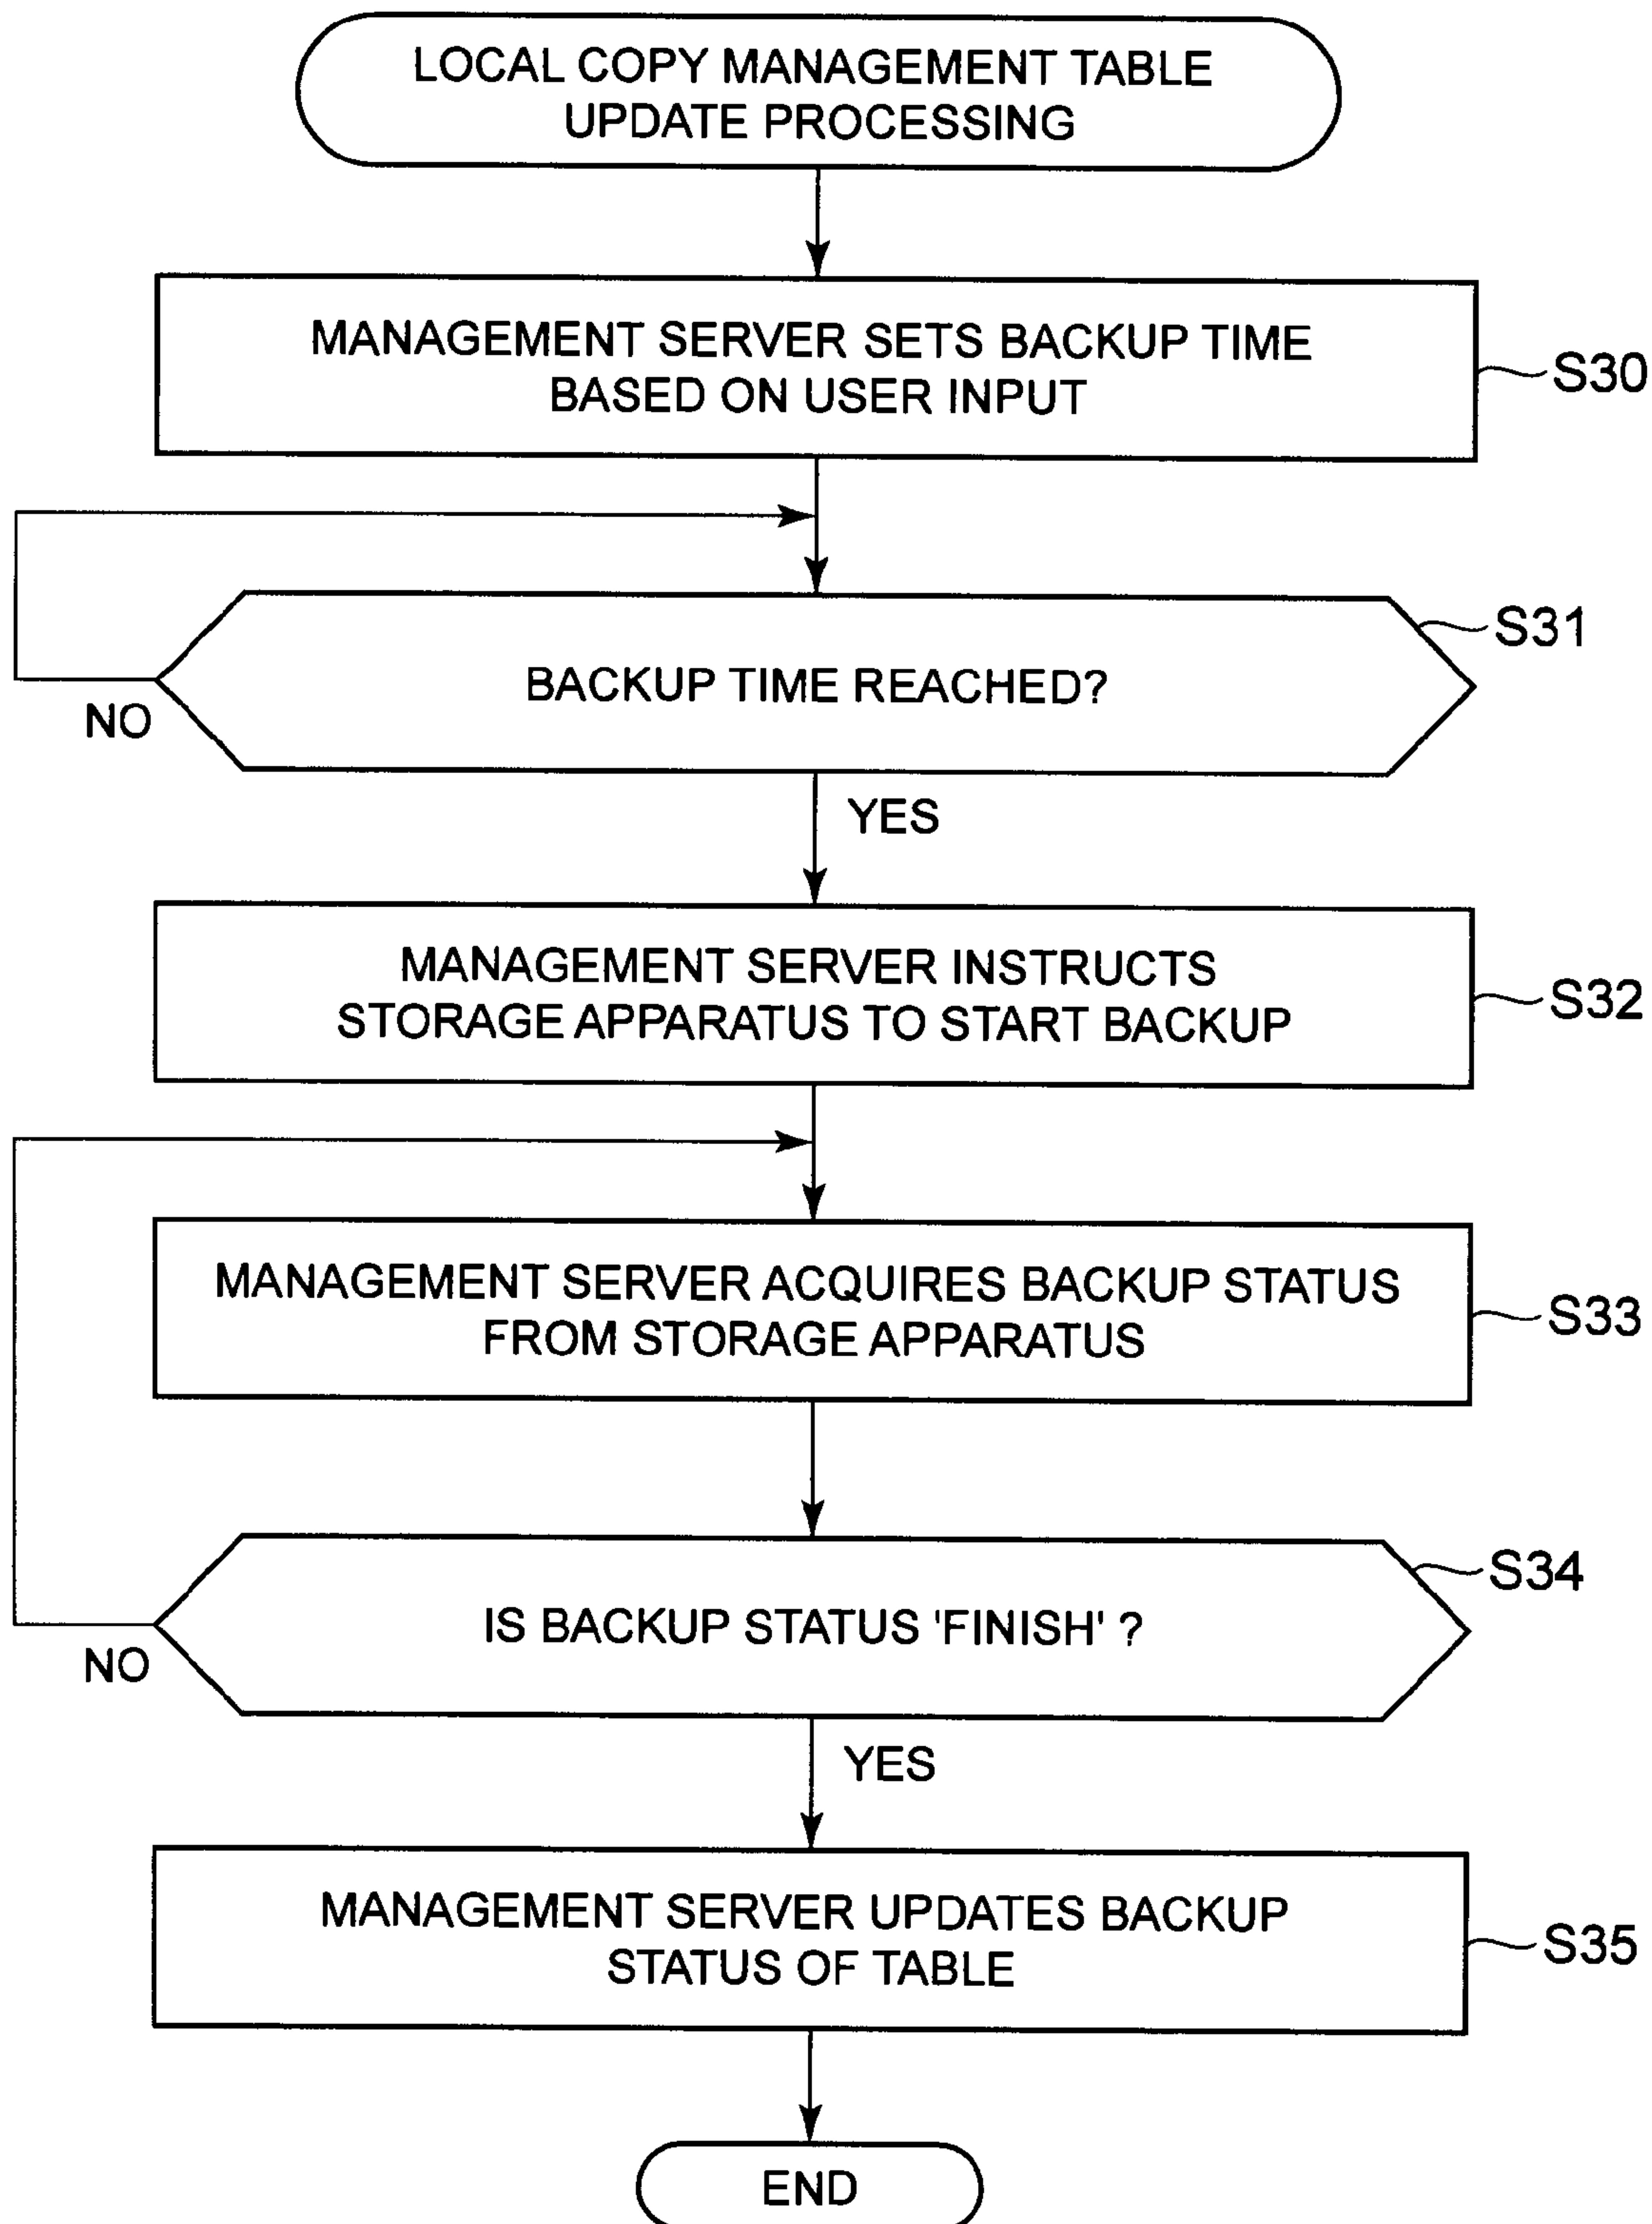 LOCAL COPY MANAGEMENT TABLE
UPDATE PROCESSING
MANAGEMENT SERVER SETS BACKUP TIME
BASED ON USER INPUT
S30
S31
BACKUP TIME REACHED?
NO
YES
MANAGEMENT SERVER INSTRUCTS
STORAGE APPARATUS TO START BACKUP
S32
MANAGEMENT SERVER ACQUIRES BACKUP STATUS
FROM STORAGE APPARATUS
S33
S34
IS BACKUP STATUS 'FINISH' ?
NO
YES
MANAGEMENT SERVER UPDATES BACKUP
STATUS OF TABLE
S35
END